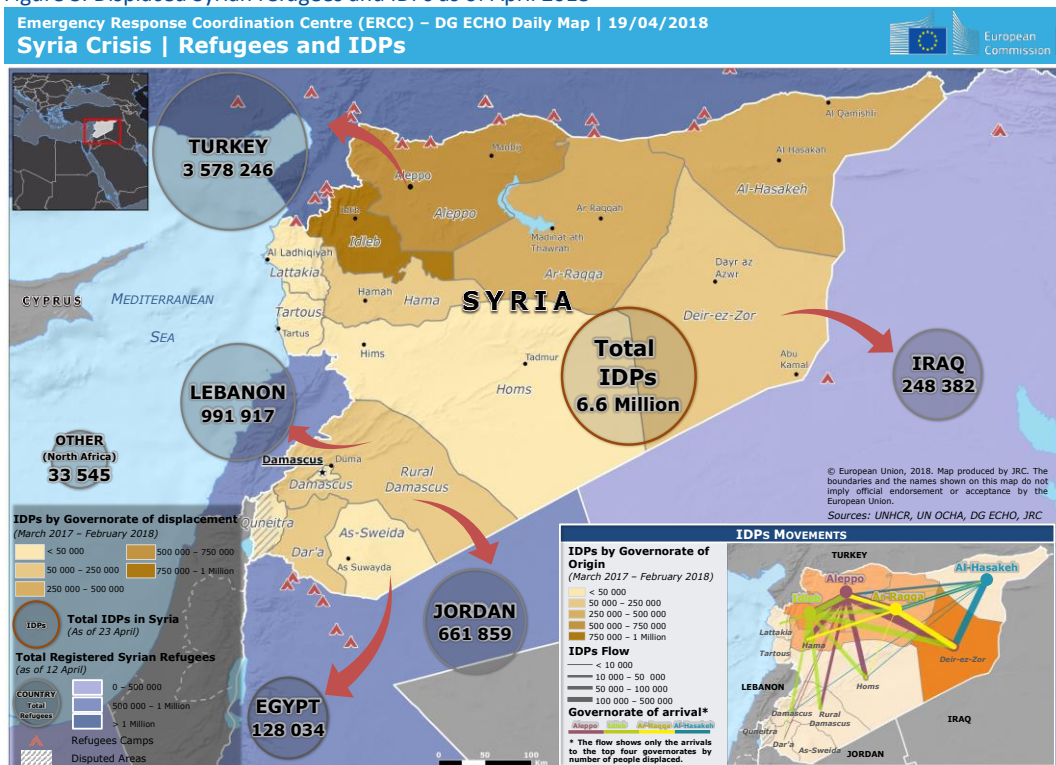 Emergency Response Coordination Centre (ERCC) – DG ECHO Daily Map | 19/04/2018
Syria Crisis | Refugees and IDPs
European
Commission
TURKEY
3 578 246
Al Qamishli
Manbij
Al Hasakah
Aleppo
Al-Hasakeh
Aleppo
Ar Raqqah
Idleb
Madinat ath
Thawrah
Al Ladhiqiyah
Lattakia
Ar-Raqqa
Dayr az
Azwr
CYPRUS
MEDITERRANEAN
SEA
Hamah
Hama
SYRIA
Tartous
Tartus
Deir-ez-Zor
Hims
Tadmur
Homs
Total
IDPs
6.6 Million
Abu
Kamal
IRAQ
248 382
LEBANON
991 917
OTHER
(North Africa)
33 545
Damascus
Duma
Damascus
Rural
Damascus
Quneitra
As-Sweida
Dar'a
As Suwayda
JORDAN
661 859
EGYPT
128 034
© European Union, 2018. Map produced by JRC. The
boundaries and the names shown on this map do not
imply official endorsement or acceptance by the
European Union.
Sources: UNHCR, UN OCHA, DG ECHO, JRC
IDPs by Governorate of displacement
(March 2017 – February 2018)
< 50 000
500 000 – 750 000
50 000 – 250 000
750 000 – 1 Million
250 000 – 500 000
IDPs
Total IDPs in Syria
(As of 23 April)
Total Registered Syrian Refugees
(as of 12 April)
COUNTRY
Total
Refugees
0 – 500 000
500 000 – 1 Million
> 1 Million
Refugees Camps
Disputed Areas
0 50 100
Km
IDPs MOVEMENTS
IDPs by Governorate of
Origin
(March 2017 – February 2018)
< 50 000
50 000 – 250 000
250 000 – 500 000
500 000 – 750 000
750 000 – 1 Million
IDPs Flow
< 10 000
10 000 – 50 000
50 000 – 100 000
100 000 – 500 000
Governorate of arrival*
Aleppo Idleb Ar-Raqqa Al-Hasakeh
* The flow shows only the arrivals
to the top four governorates by
number of people displaced.
TURKEY
Al-Hasakeh
Aleppo
Idleb
Ar-Raqqa
Lattakia
Hama
Tartous
Deir-ez-Zor
LEBANON
Homs
Damascus
Rural
Damascus
Quneitra
IRAQ
Dar'a
As-Sweida
JORDAN